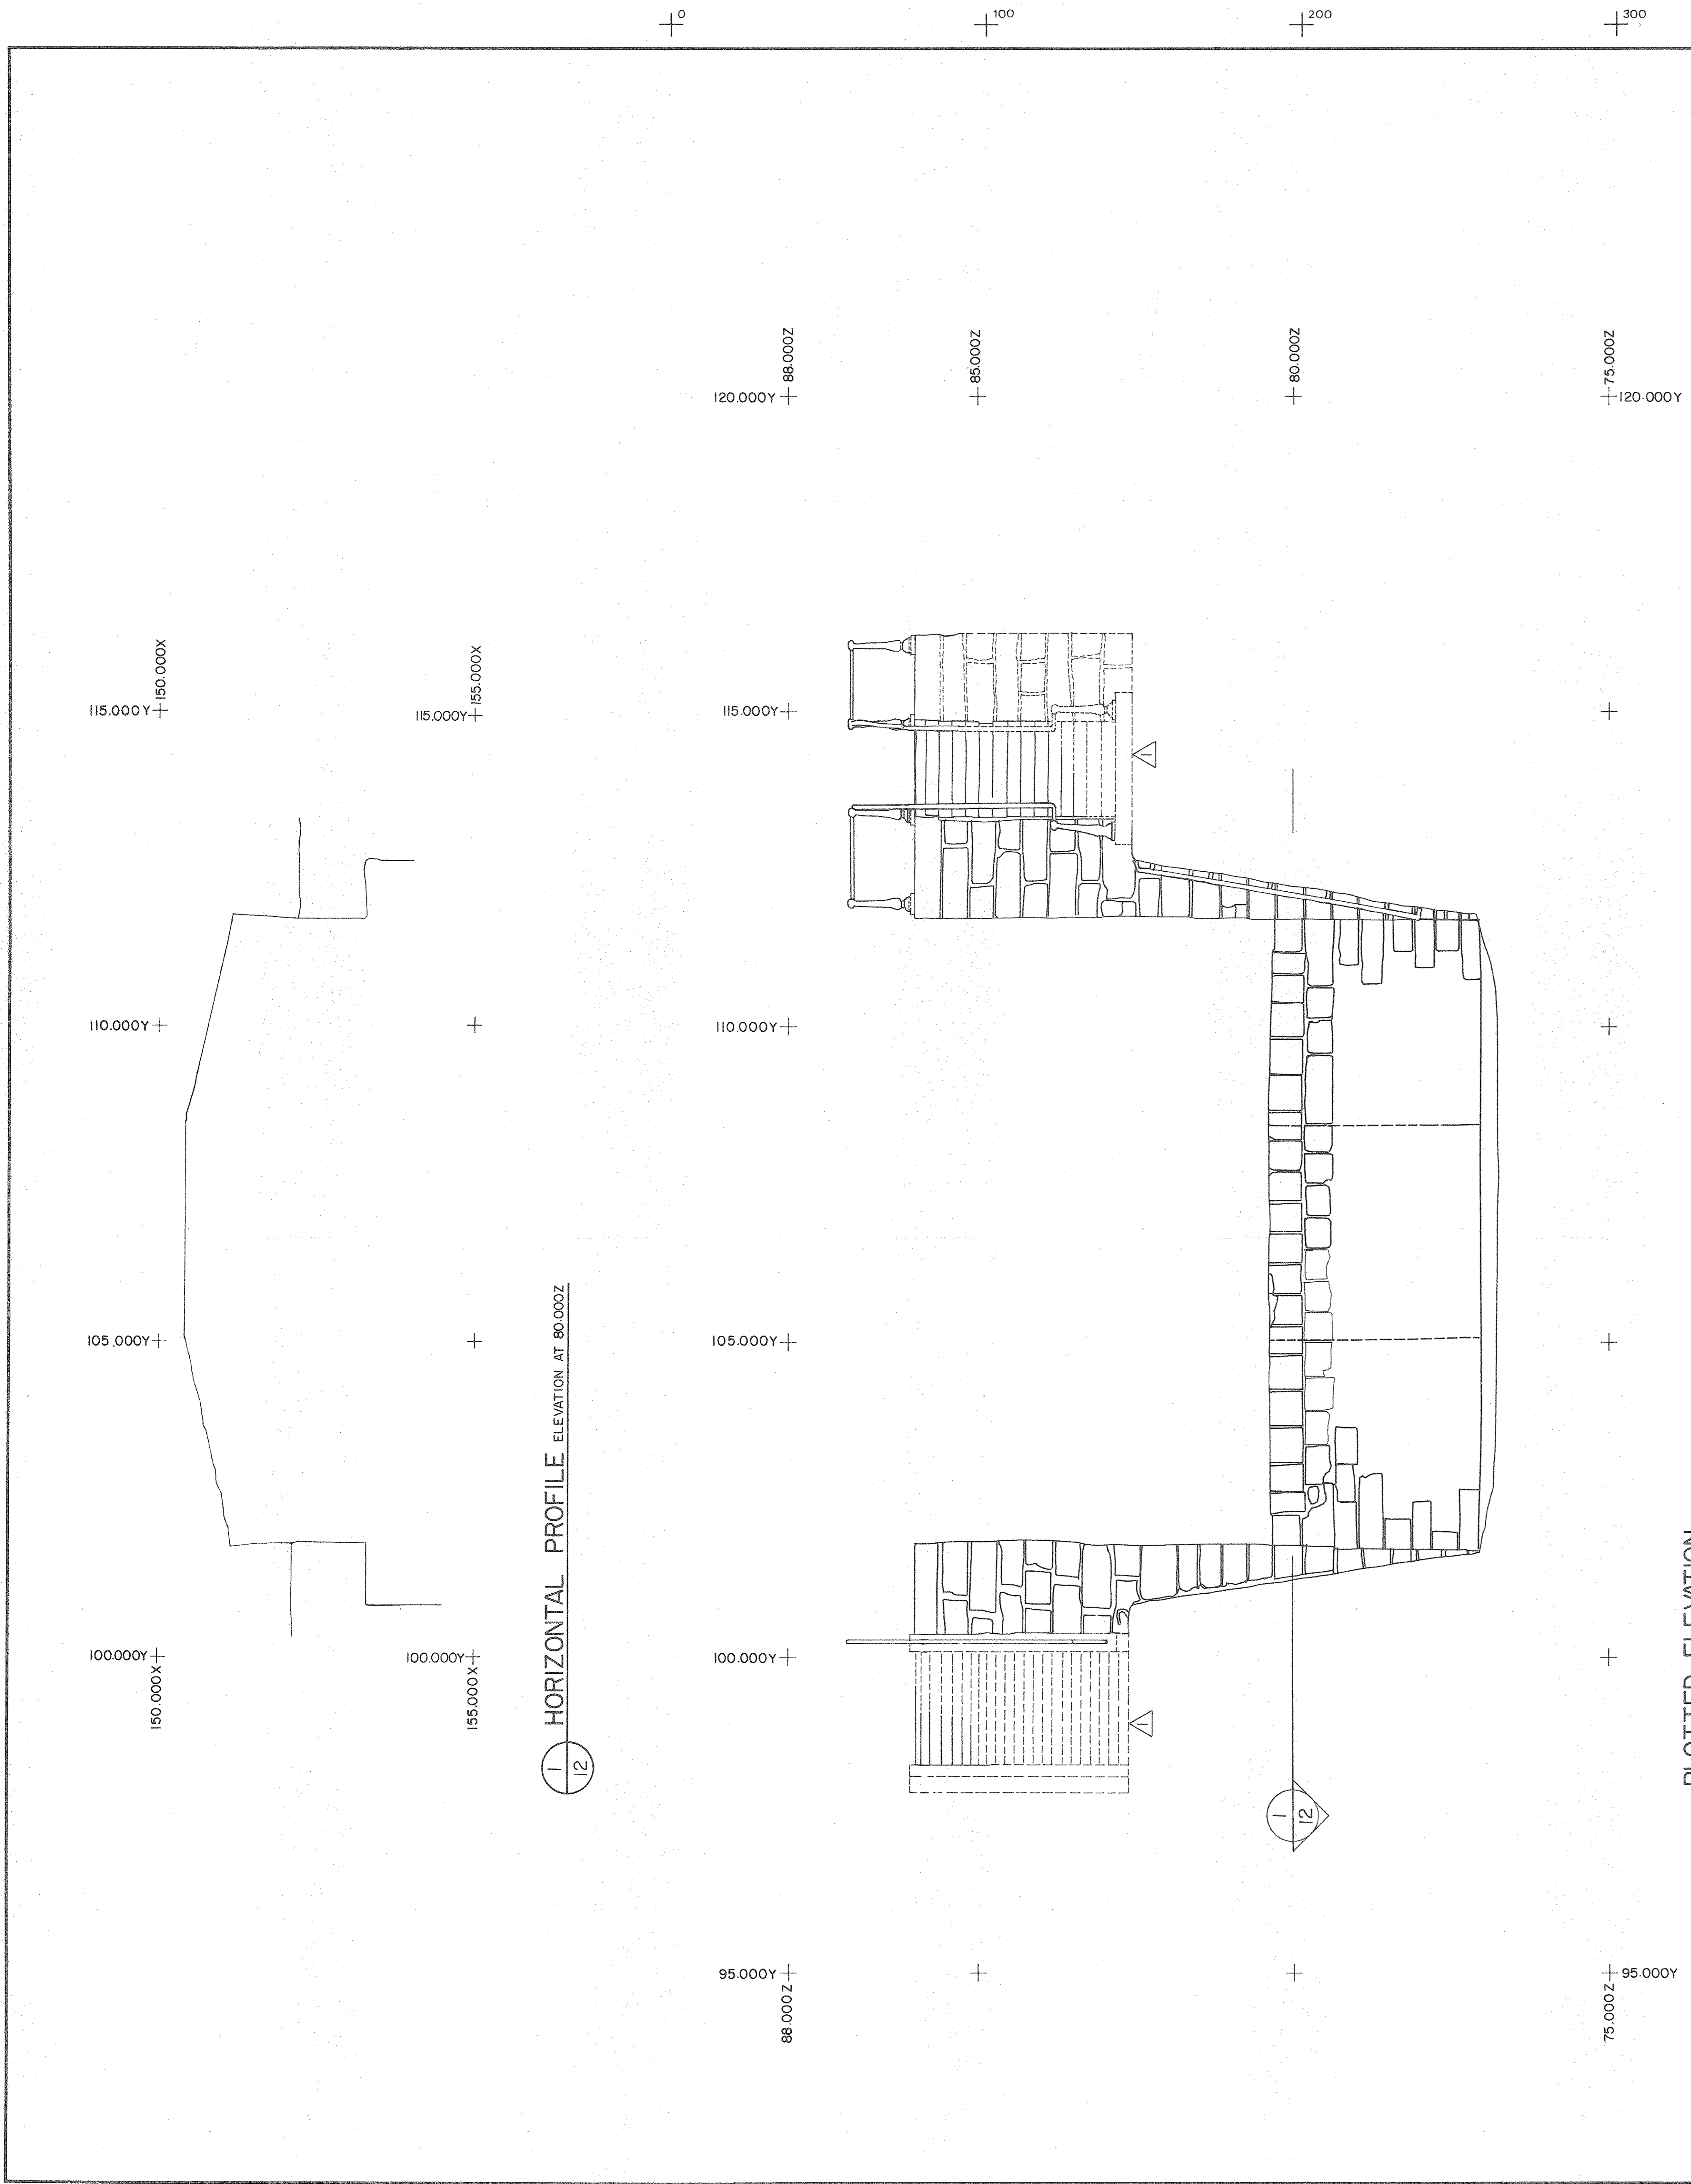 0
100
200
300
88.000Z
85.000Z
80.000Z
75.000Z
120.000Y
120.000Y
150.000X
155.000X
115.000Y
115.000Y
115.000Y
1
110.000Y
110.000Y
105.000Y
105.000Y
HORIZONTAL PROFILE ELEVATION AT 80.000Z
1
12
100.000Y
100.000Y
100.000Y
150.000X
155.000X
1
1
12
95.000Y
95.000Y
88.000Z
75.000Z
PLOTTED ELEVATION